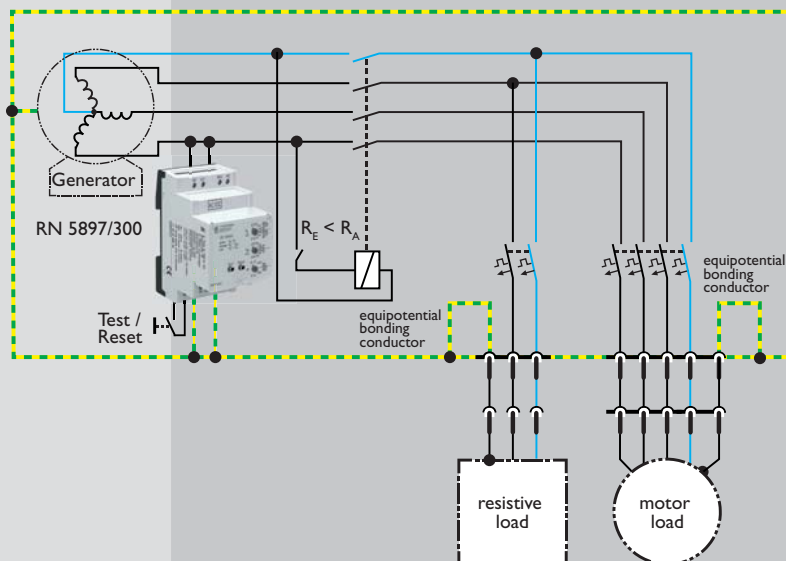 Generator
RN 5897/300
R_E < R_A
Test /
Reset
equipotential
bonding
conductor
equipotential
bonding
conductor
resistive
load
motor
load